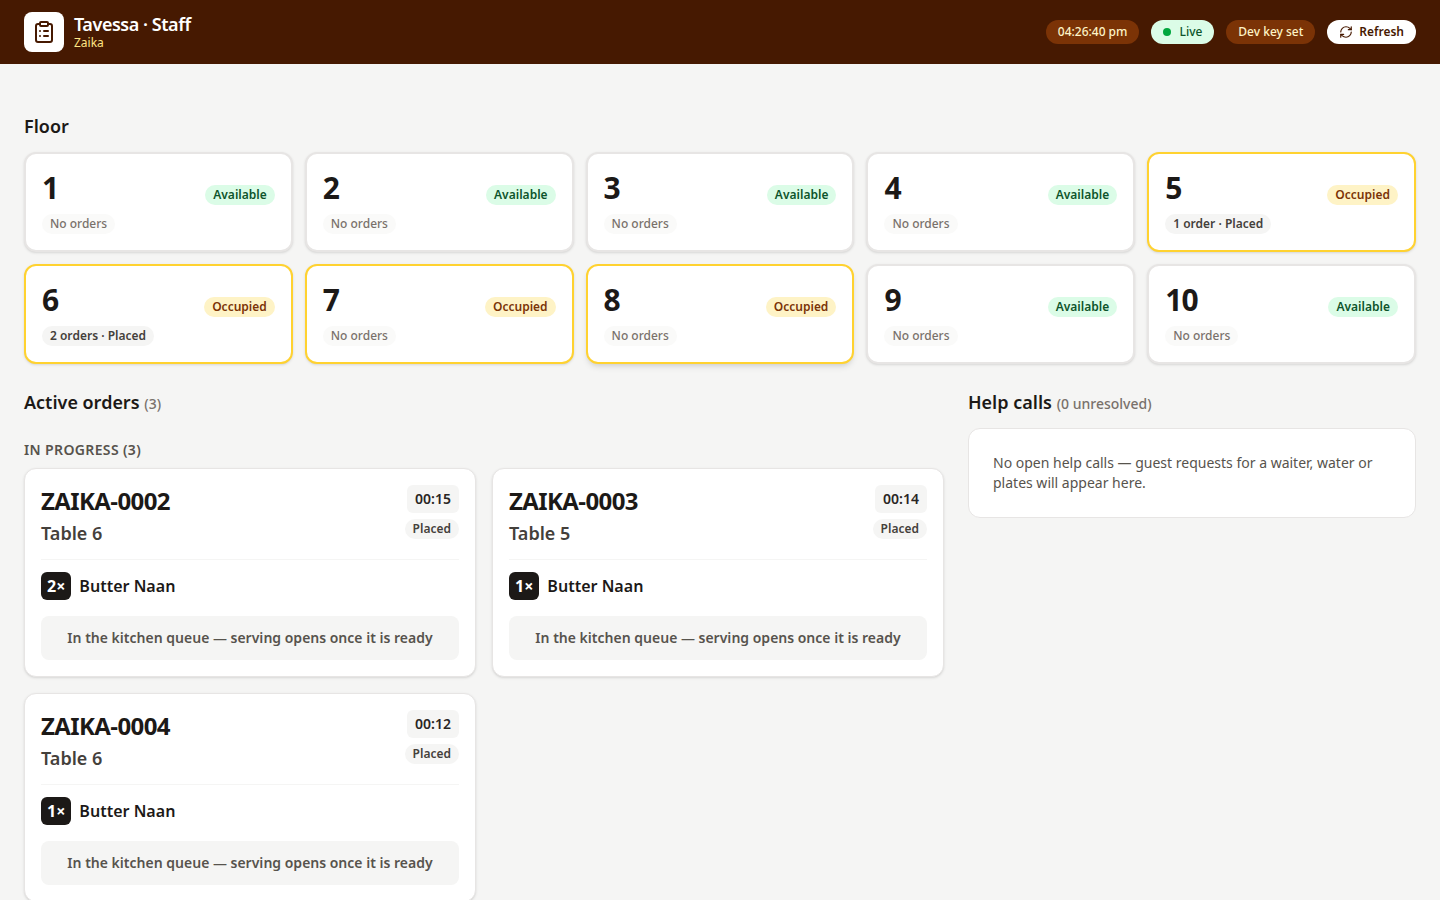 Tavessa · Staff
Zaika
04:26:40 pm
Live
Dev key set
Refresh
Floor
1
Available
No orders
2
Available
No orders
3
Available
No orders
4
Available
No orders
5
Occupied
1 order · Placed
6
Occupied
2 orders · Placed
7
Occupied
No orders
8
Occupied
No orders
9
Available
No orders
10
Available
No orders
Active orders (3)
IN PROGRESS (3)
ZAIKA-0002
00:15
Table 6
Placed
2× Butter Naan
In the kitchen queue — serving opens once it is ready
ZAIKA-0003
00:14
Table 5
Placed
1× Butter Naan
In the kitchen queue — serving opens once it is ready
ZAIKA-0004
00:12
Table 6
Placed
1× Butter Naan
In the kitchen queue — serving opens once it is ready
Help calls (0 unresolved)
No open help calls — guest requests for a waiter, water or
plates will appear here.